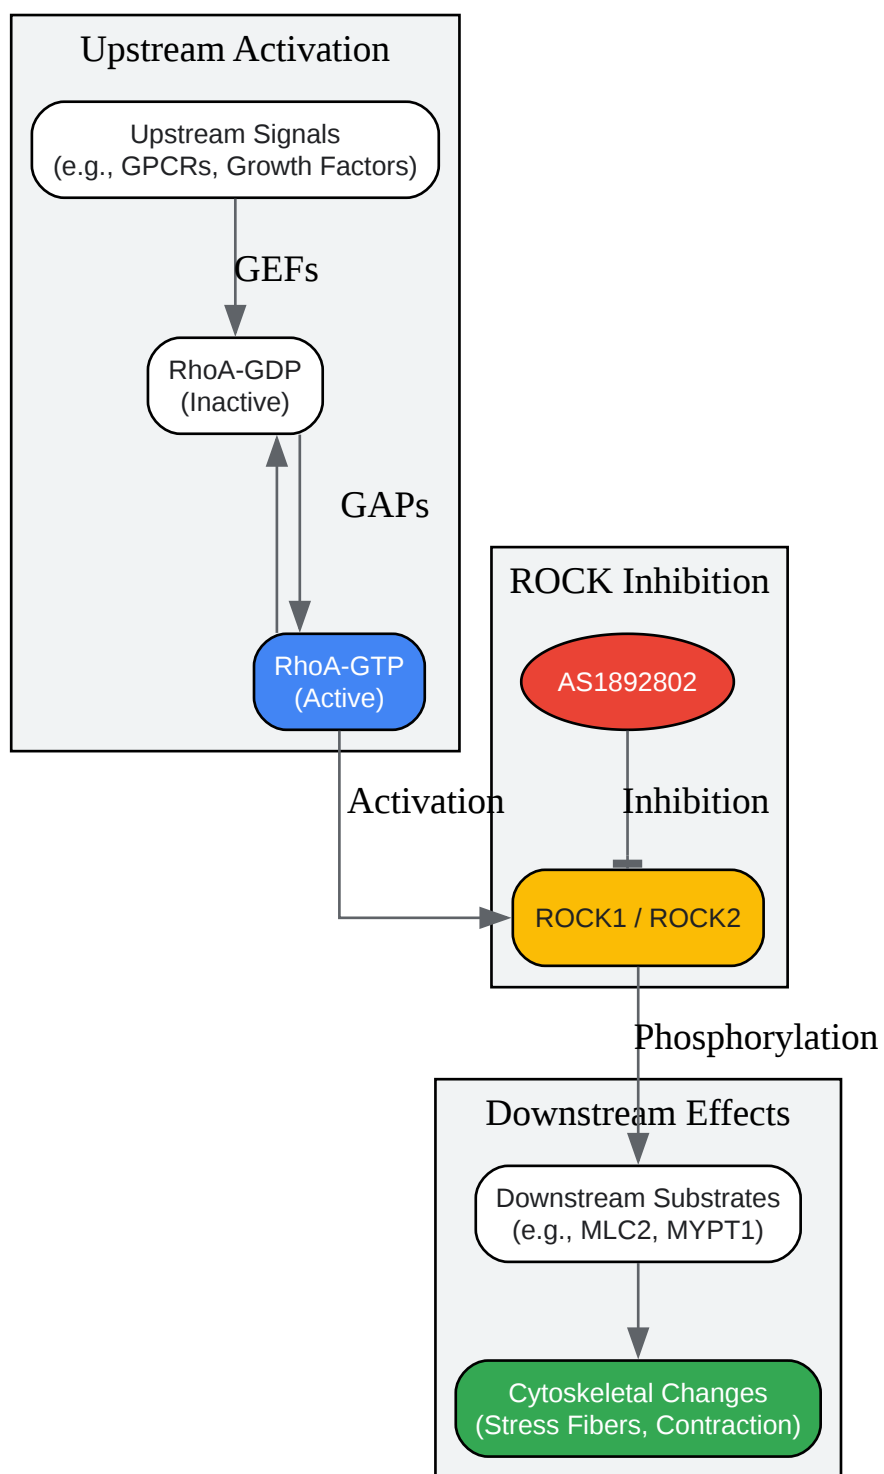 Upstream Activation
Upstream Signals
(e.g., GPCRs, Growth Factors)
GEFs
RhoA-GDP
(Inactive)
GAPs
RhoA-GTP
(Active)
ROCK Inhibition
AS1892802
Activation
Inhibition
ROCK1 / ROCK2
Phosphorylation
Downstream Effects
Downstream Substrates
(e.g., MLC2, MYPT1)
Cytoskeletal Changes
(Stress Fibers, Contraction)